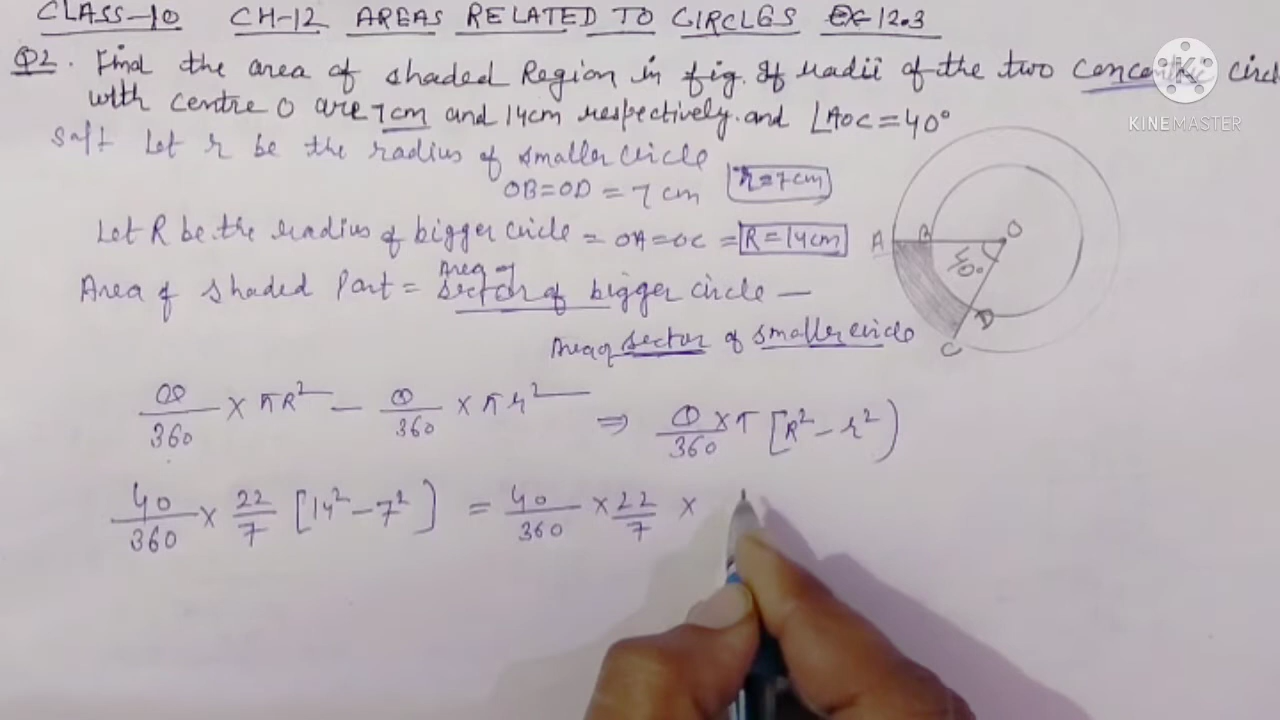 CLASS-10 CH-12 AREAS RELATED TO CIRCLES EX-12.3
Q2. Find the area of shaded Region in fig. If radii of the two concentric circl
with centre O are 7cm and 14cm respectively. and ∠AOC = 40°
KINEMASTER
Let r be the radius of smaller circle
OB = OD = 7 cm r = 7 cm
Let R be the radius of bigger circle = OA = OC = R = 14cm
A B O
40°
D
C
Area of shaded Part = Area of sector of bigger circle —
Area of sector of smaller circle
θ/360 × πR² − θ/360 × πr² ⇒ θ/360 × π [R² − r²)
40/360 × 22/7 [14² − 7²] = 40/360 × 22/7 ×